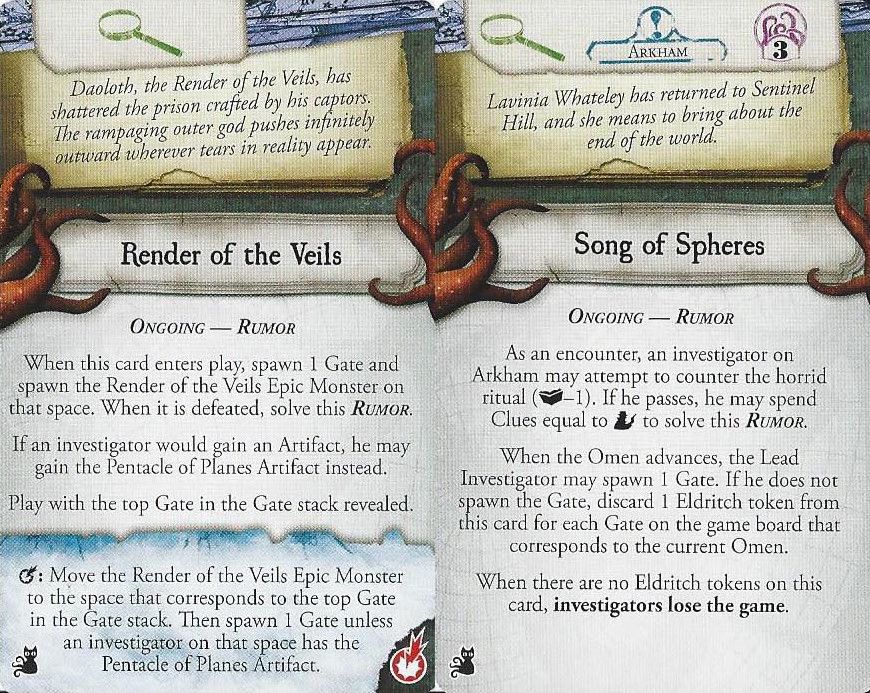 Daoloth, the Render of the Veils, has
shattered the prison crafted by his captors.
The rampaging outer god pushes infinitely
outward wherever tears in reality appear.
Render of the Veils
ONGOING — RUMOR
When this card enters play, spawn 1 Gate and
spawn the Render of the Veils Epic Monster on
that space. When it is defeated, solve this RUMOR.
If an investigator would gain an Artifact, he may
gain the Pentacle of Planes Artifact instead.
Play with the top Gate in the Gate stack revealed.
: Move the Render of the Veils Epic Monster
to the space that corresponds to the top Gate
in the Gate stack. Then spawn 1 Gate unless
an investigator on that space has the
Pentacle of Planes Artifact.
ARKHAM
3
Lavinia Whateley has returned to Sentinel
Hill, and she means to bring about the
end of the world.
Song of Spheres
ONGOING — RUMOR
As an encounter, an investigator on
Arkham may attempt to counter the horrid
ritual (–1). If he passes, he may spend
Clues equal to to solve this RUMOR.
When the Omen advances, the Lead
Investigator may spawn 1 Gate. If he does not
spawn the Gate, discard 1 Eldritch token from
this card for each Gate on the game board that
corresponds to the current Omen.
When there are no Eldritch tokens on this
card, investigators lose the game.